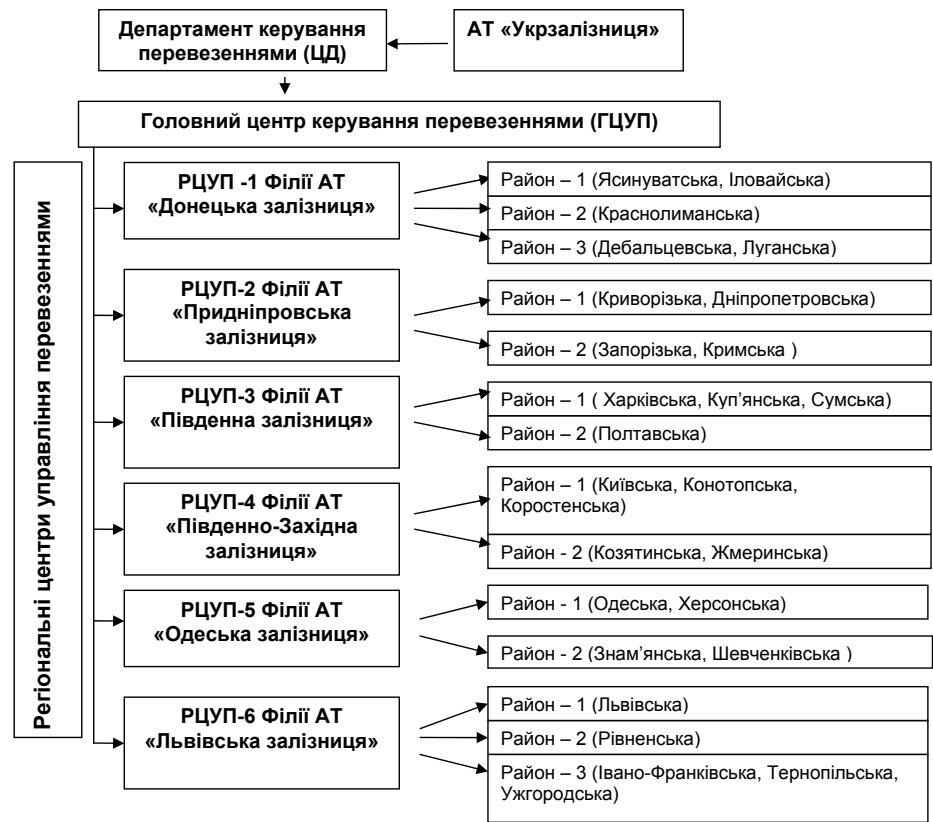 Департамент керування
перевезеннями (ЦД)
АТ «Укрзалізниця»
Головний центр керування перевезеннями (ГЦУП)
Регіональні центри управління перевезеннями
РЦУП -1 Філії АТ
«Донецька залізниця»
Район – 1 (Ясинуватська, Іловайська)
Район – 2 (Краснолиманська)
Район – 3 (Дебальцевська, Луганська)
РЦУП-2 Філії АТ
«Придніпровська
залізниця»
Район – 1 (Криворізька, Дніпропетровська)
Район – 2 (Запорізька, Кримська )
РЦУП-3 Філії АТ
«Південна залізниця»
Район – 1 ( Харківська, Куп’янська, Сумська)
Район – 2 (Полтавська)
РЦУП-4 Філії АТ
«Південно-Західна
залізниця»
Район – 1 (Київська, Конотопська,
Коростенська)
Район - 2 (Козятинська, Жмеринська)
РЦУП-5 Філії АТ
«Одеська залізниця»
Район - 1 (Одеська, Херсонська)
Район - 2 (Знам’янська, Шевченківська )
РЦУП-6 Філії АТ
«Львівська залізниця»
Район – 1 (Львівська)
Район – 2 (Рівненська)
Район – 3 (Івано-Франківська, Тернопільська,
Ужгородська)